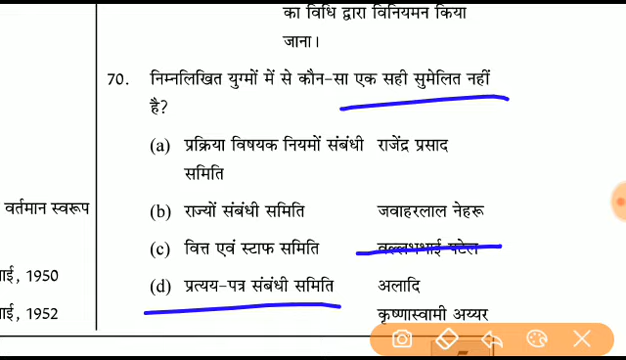 का विधि द्वारा विनियमन किया
जाना।
70. निम्नलिखित युग्मों में से कौन-सा एक सही सुमेलित नहीं
है?
(a) प्रक्रिया विषयक नियमों संबंधी राजेंद्र प्रसाद
समिति
वर्तमान स्वरूप
(b) राज्यों संबंधी समिति जवाहरलाल नेहरू
(c) वित्त एवं स्टाफ समिति वल्लभभाई पटेल
, 1950
(d) प्रत्यय-पत्र संबंधी समिति अलादि
, 1952
कृष्णास्वामी अय्यर